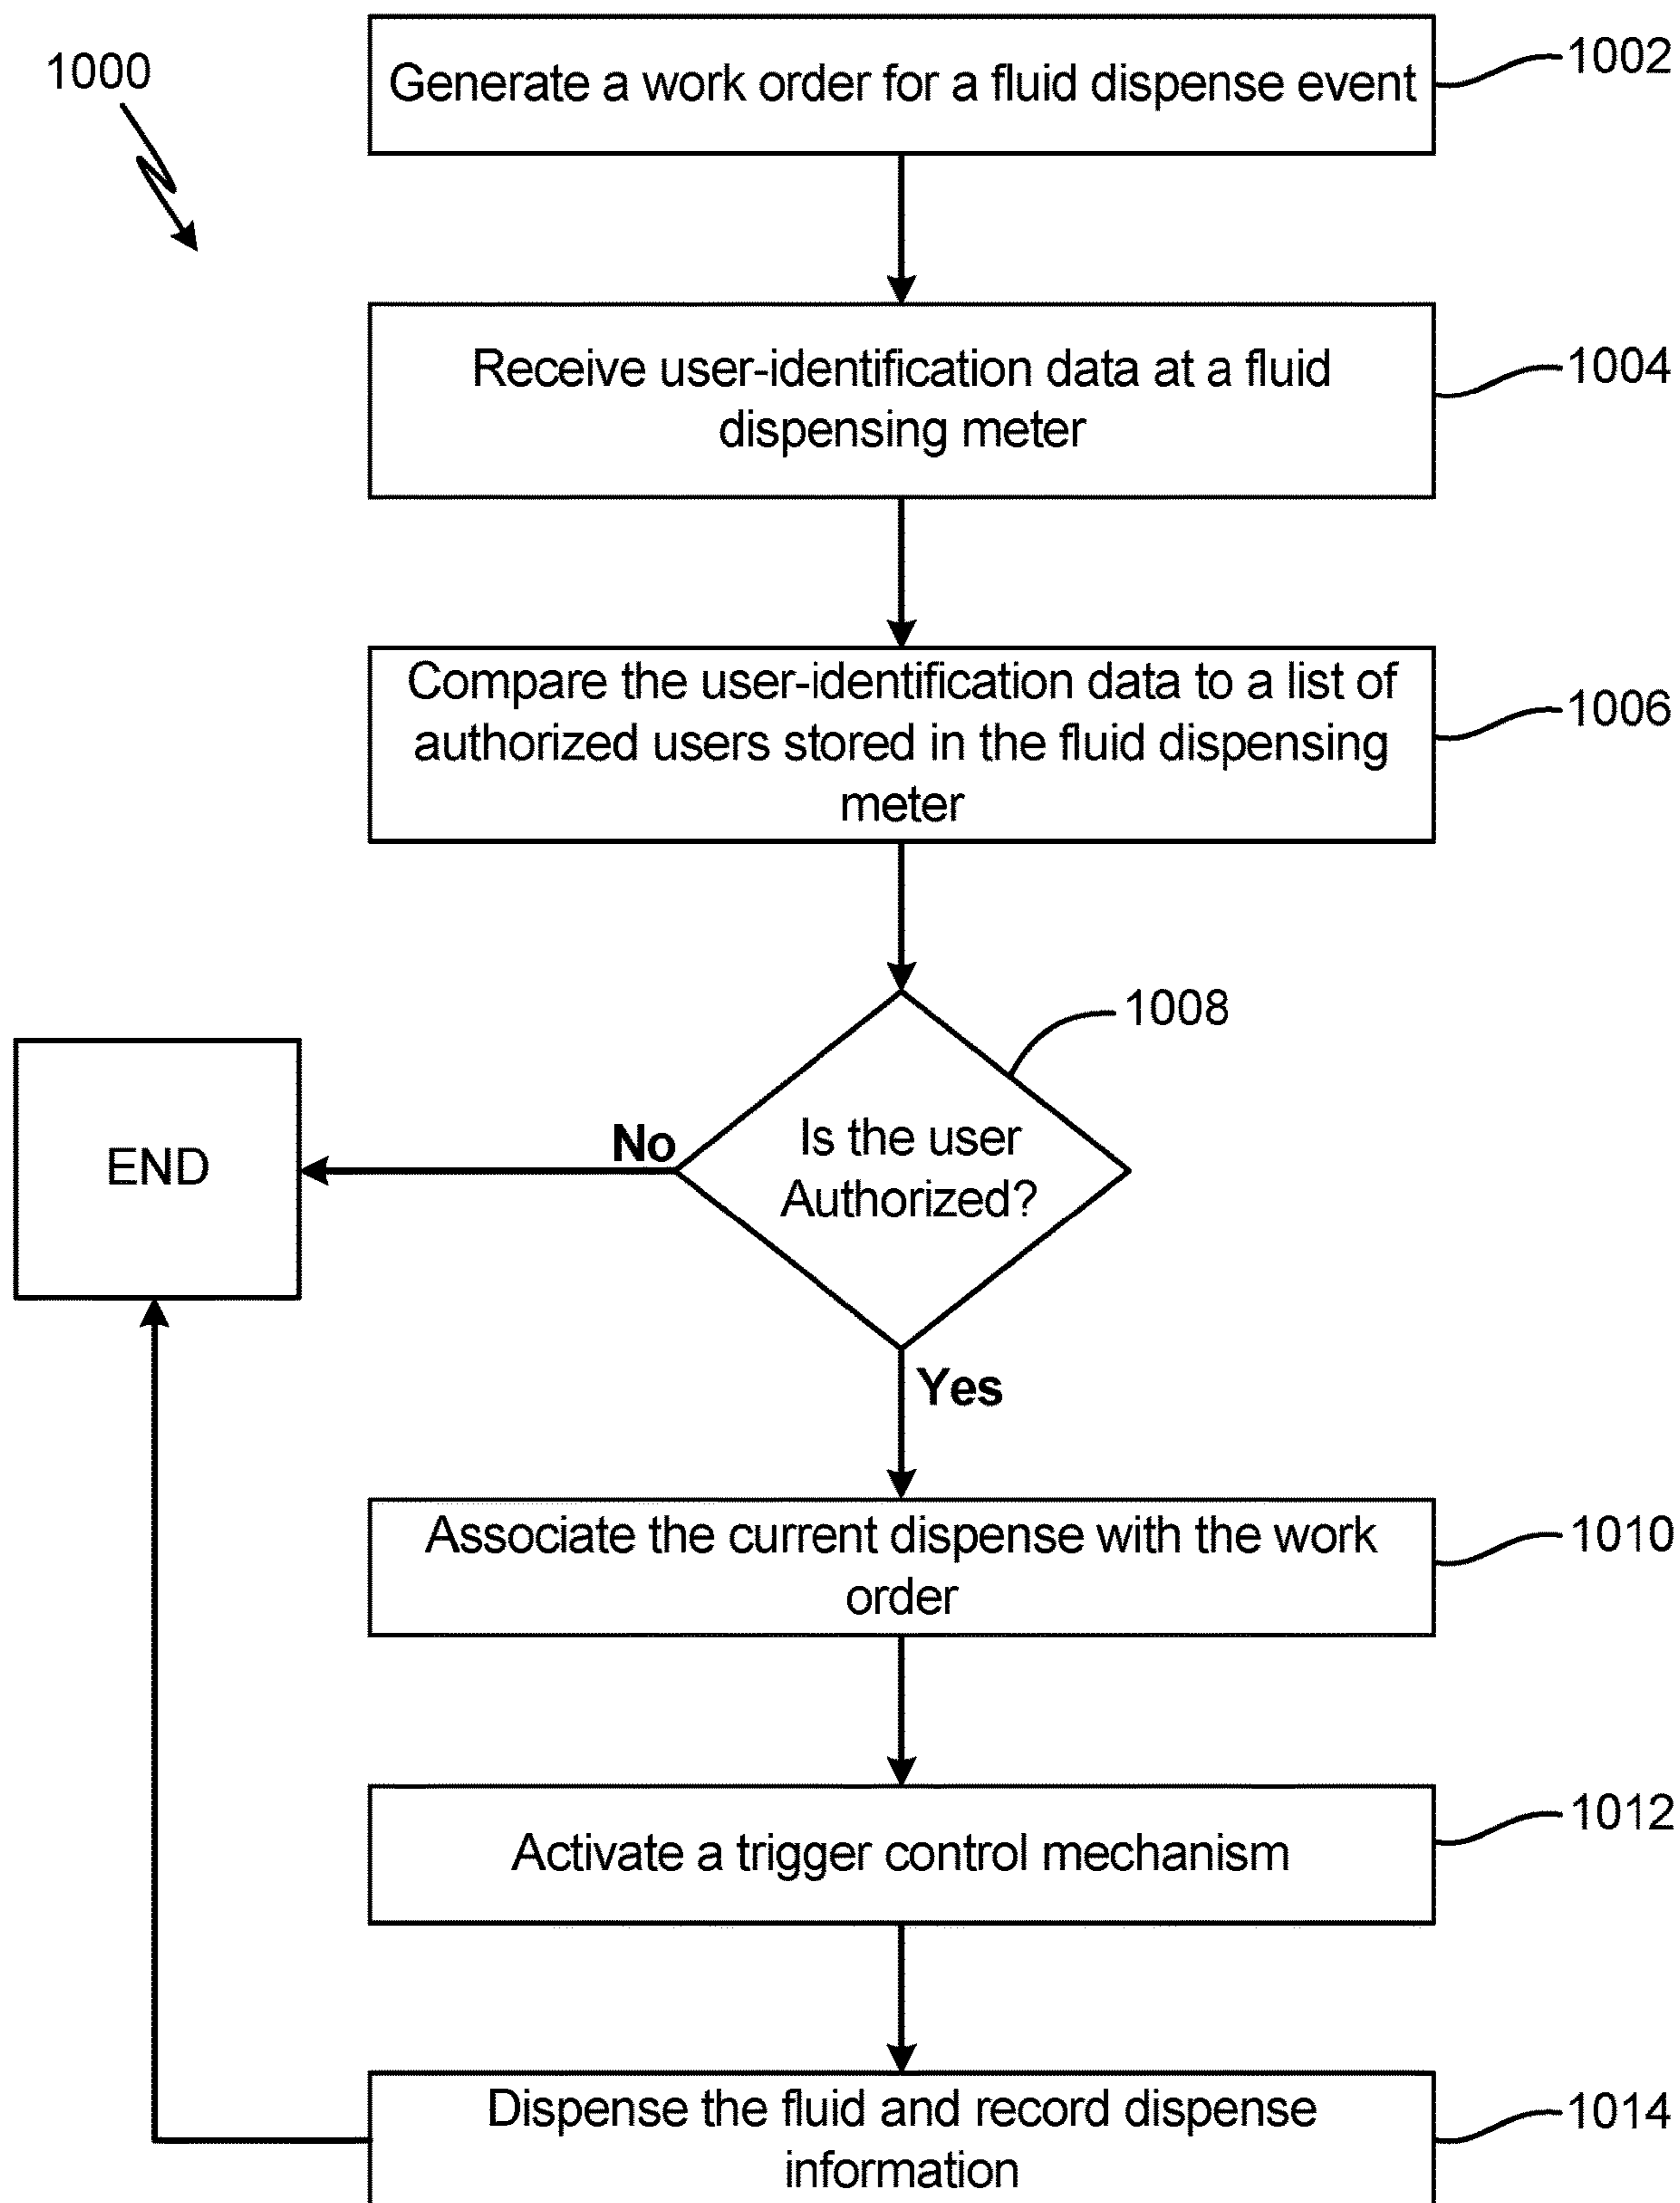 1000
Generate a work order for a fluid dispense event
1002
Receive user-identification data at a fluid
dispensing meter
1004
Compare the user-identification data to a list of
authorized users stored in the fluid dispensing
meter
1006
1008
Is the user
Authorized?
No
END
Yes
Associate the current dispense with the work
order
1010
Activate a trigger control mechanism
1012
Dispense the fluid and record dispense
information
1014